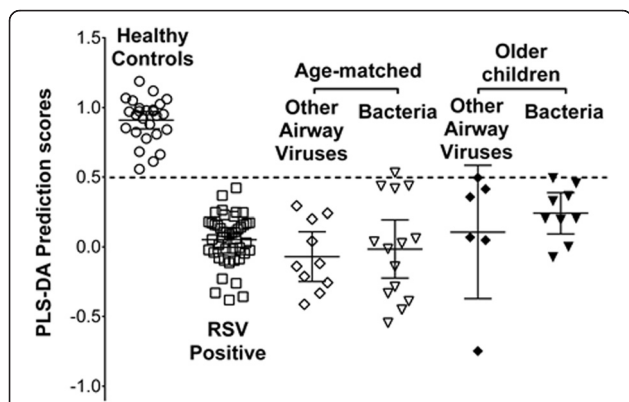 1.5
Healthy
Controls
Older
children
Age-matched
Other
Airway
Viruses
Bacteria
Other
Airway
Viruses
Bacteria
1.0
0.5
0.0
-0.5
-1.0
PLS-DA Prediction scores
RSV
Positive